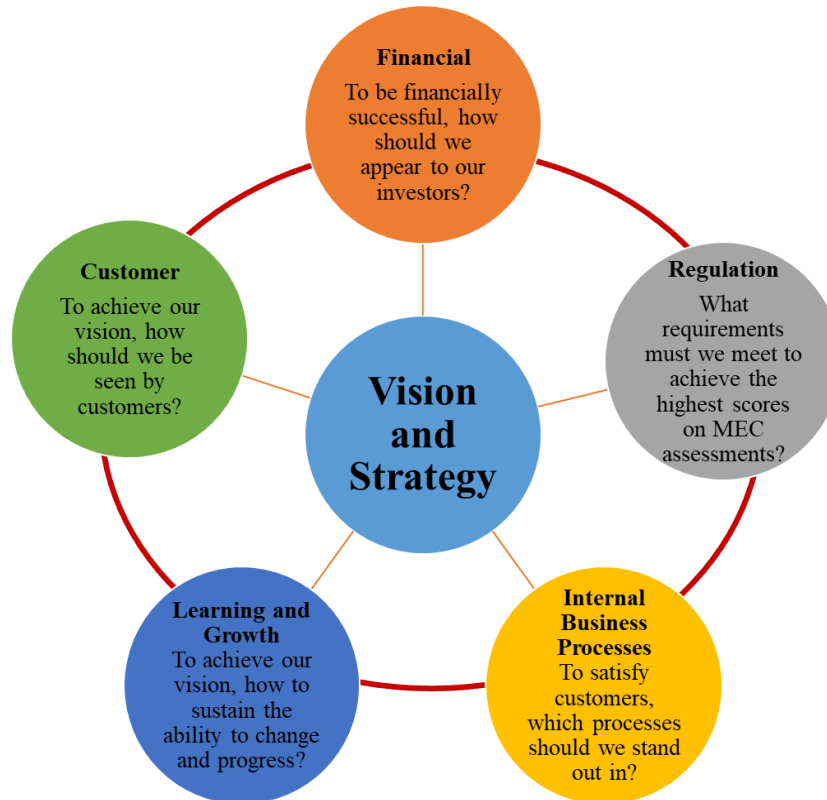 Financial
To be financially
successful, how
should we
appear to our
investors?
Customer
To achieve our
vision, how
should we be
seen by
customers?
Regulation
What
requirements
must we meet to
achieve the
highest scores
on MEC
assessments?
Vision
and
Strategy
Learning and
Growth
To achieve our
vision, how to
sustain the
ability to change
and progress?
Internal
Business
Processes
To satisfy
customers,
which processes
should we stand
out in?